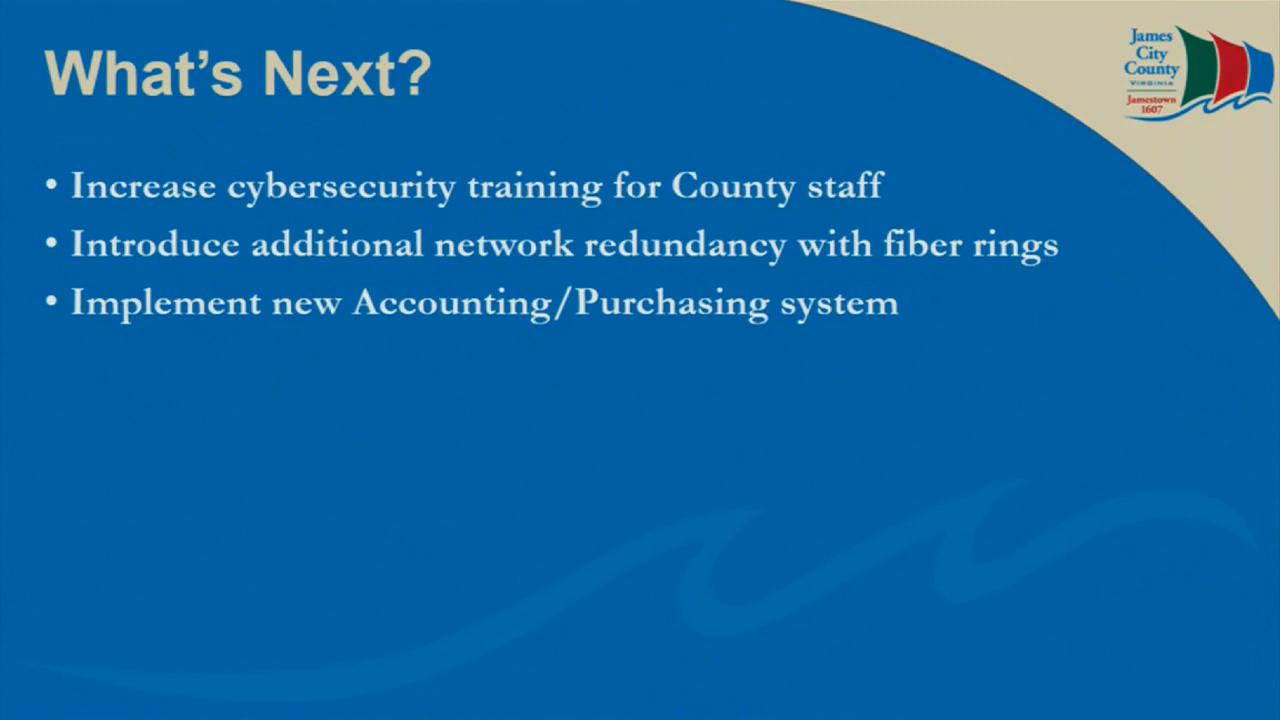 What's Next?
James
City
County
VIRGINIA
Jamestown
1607
• Increase cybersecurity training for County staff
• Introduce additional network redundancy with fiber rings
• Implement new Accounting/Purchasing system